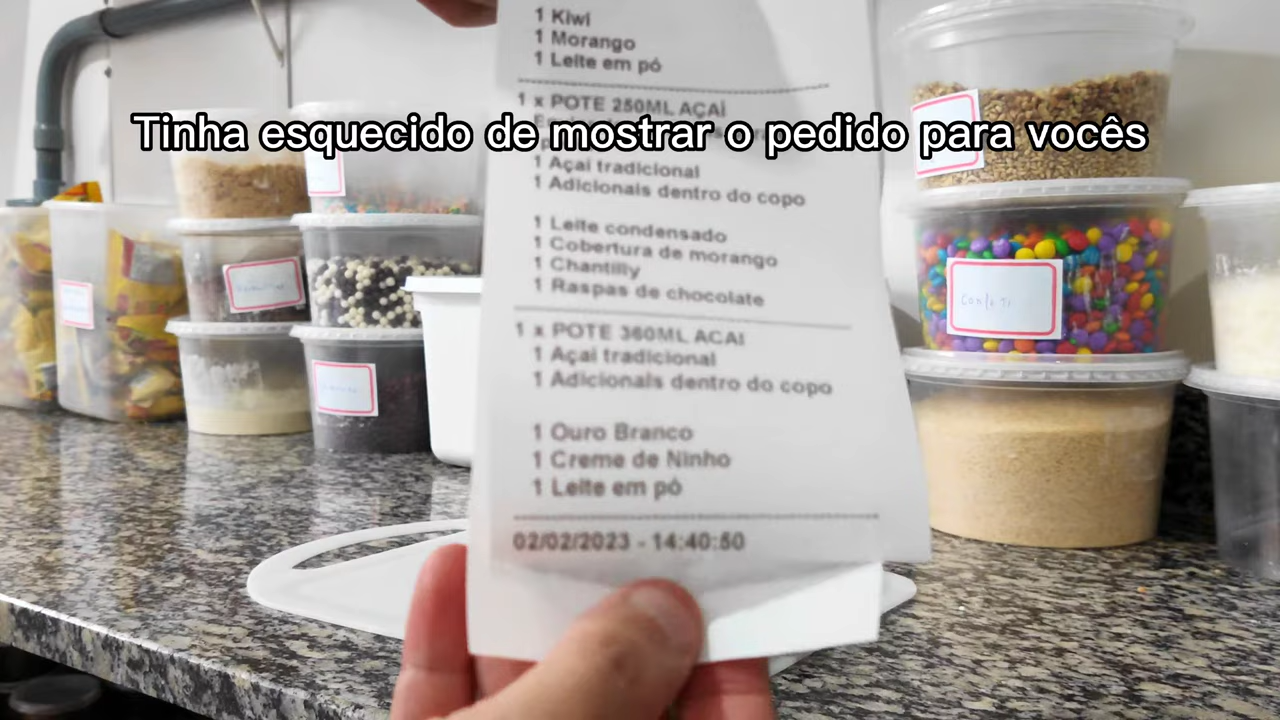 1 Kiwi
1 Morango
1 Leite em pó
1 x POTE 250ML AÇAÍ
Tinha esquecido de mostrar o pedido para vocês
1 Açai tradicional
1 Adicionais dentro do copo
1 Leite condensado
1 Cobertura de morango
1 Chantilly
1 Raspas de chocolate
1 x POTE 360ML ACAI
1 Açai tradicional
1 Adicionais dentro do copo
1 Ouro Branco
1 Creme de Ninho
1 Leite em pó
02/02/2023 - 14:40:50
Confeti